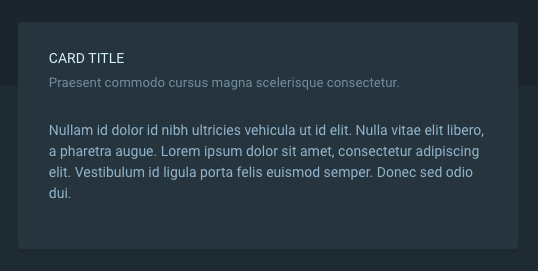 CARD TITLE
Praesent commodo cursus magna scelerisque consectetur.
Nullam id dolor id nibh ultricies vehicula ut id elit. Nulla vitae elit libero,
a pharetra augue. Lorem ipsum dolor sit amet, consectetur adipiscing
elit. Vestibulum id ligula porta felis euismod semper. Donec sed odio
dui.